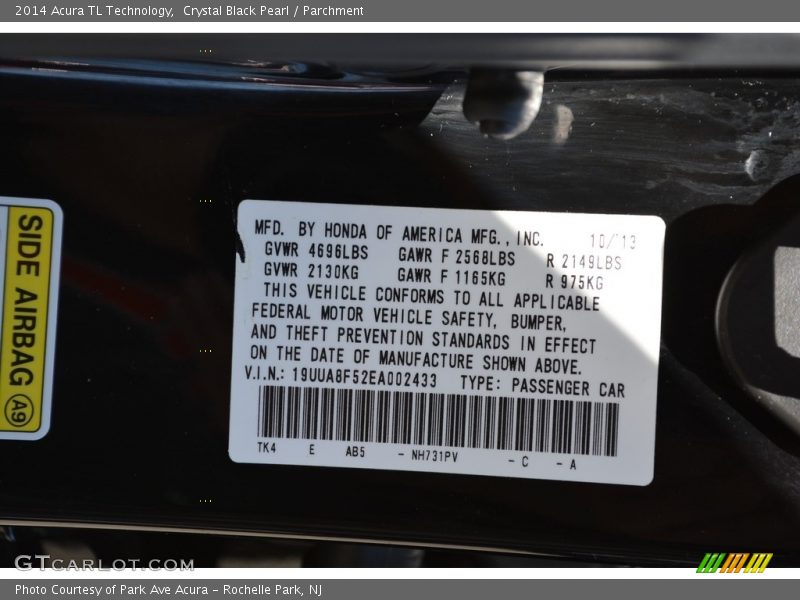 2014 Acura TL Technology, Crystal Black Pearl / Parchment
SIDE AIRBAG A9
MFD. BY HONDA OF AMERICA MFG., INC. 10/13
GVWR 4696LBS GAWR F 2568LBS R 2149LBS
GVWR 2130KG GAWR F 1165KG R 975KG
THIS VEHICLE CONFORMS TO ALL APPLICABLE
FEDERAL MOTOR VEHICLE SAFETY, BUMPER,
AND THEFT PREVENTION STANDARDS IN EFFECT
ON THE DATE OF MANUFACTURE SHOWN ABOVE.
V.I.N.: 19UUA8F52EA002433 TYPE: PASSENGER CAR
TK4 E AB5 - NH731PV - C - A
GTCARLOT.COM
Photo Courtesy of Park Ave Acura - Rochelle Park, NJ